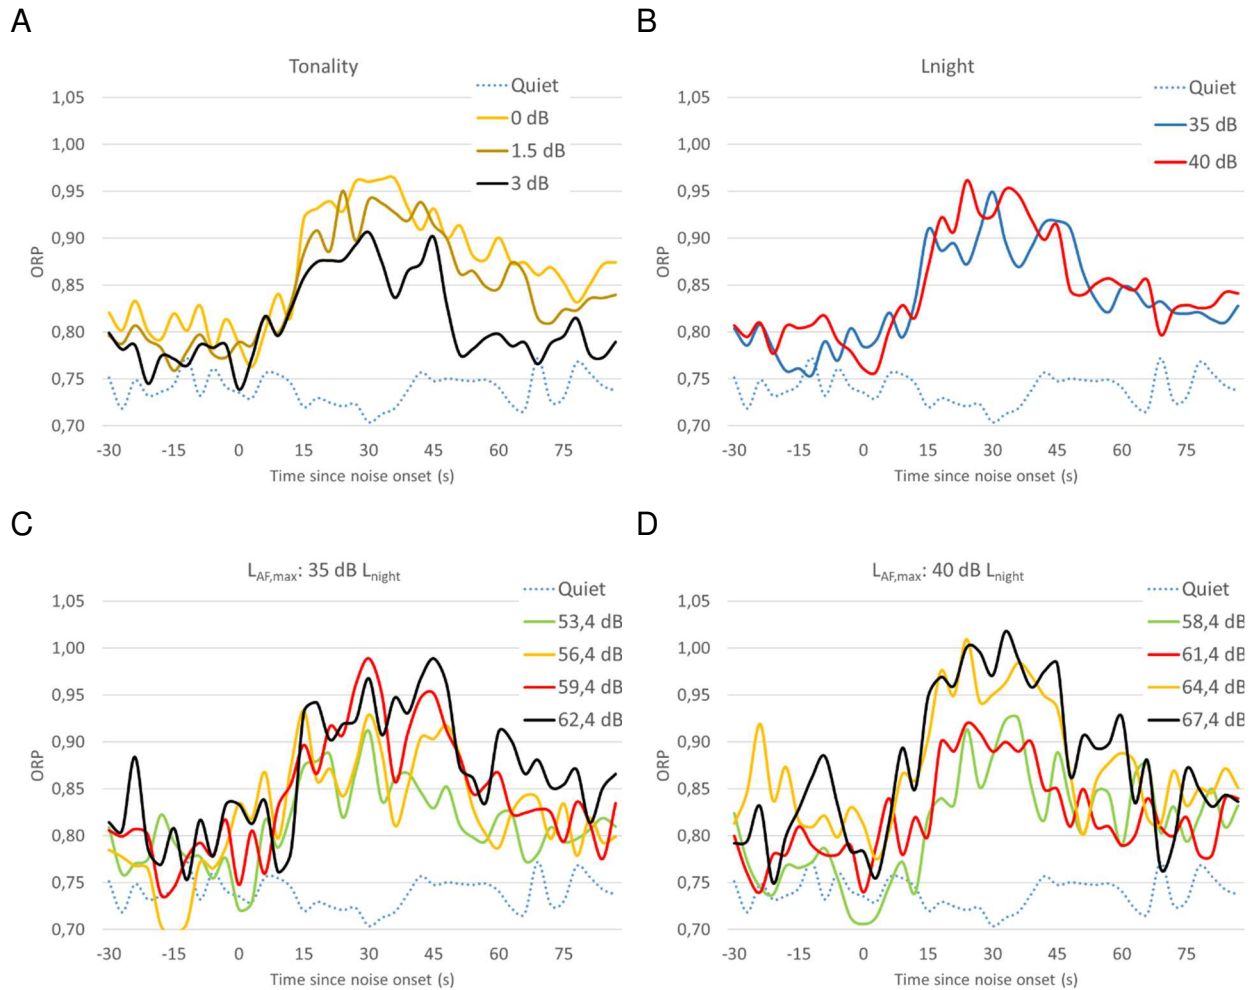 A
Tonality
Quiet
0 dB
1.5 dB
3 dB
1,05
1,00
0,95
0,90
0,85
0,80
0,75
0,70
ORP
-30 -15 0 15 30 45 60 75
Time since noise onset (s)
B
Lnight
Quiet
35 dB
40 dB
1,05
1,00
0,95
0,90
0,85
0,80
0,75
0,70
ORP
-30 -15 0 15 30 45 60 75
Time since noise onset (s)
C
LAF,max: 35 dB Lnight
Quiet
53,4 dB
56,4 dB
59,4 dB
62,4 dB
1,05
1,00
0,95
0,90
0,85
0,80
0,75
0,70
ORP
-30 -15 0 15 30 45 60 75
Time since noise onset (s)
D
LAF,max: 40 dB Lnight
Quiet
58,4 dB
61,4 dB
64,4 dB
67,4 dB
1,05
1,00
0,95
0,90
0,85
0,80
0,75
0,70
ORP
-30 -15 0 15 30 45 60 75
Time since noise onset (s)